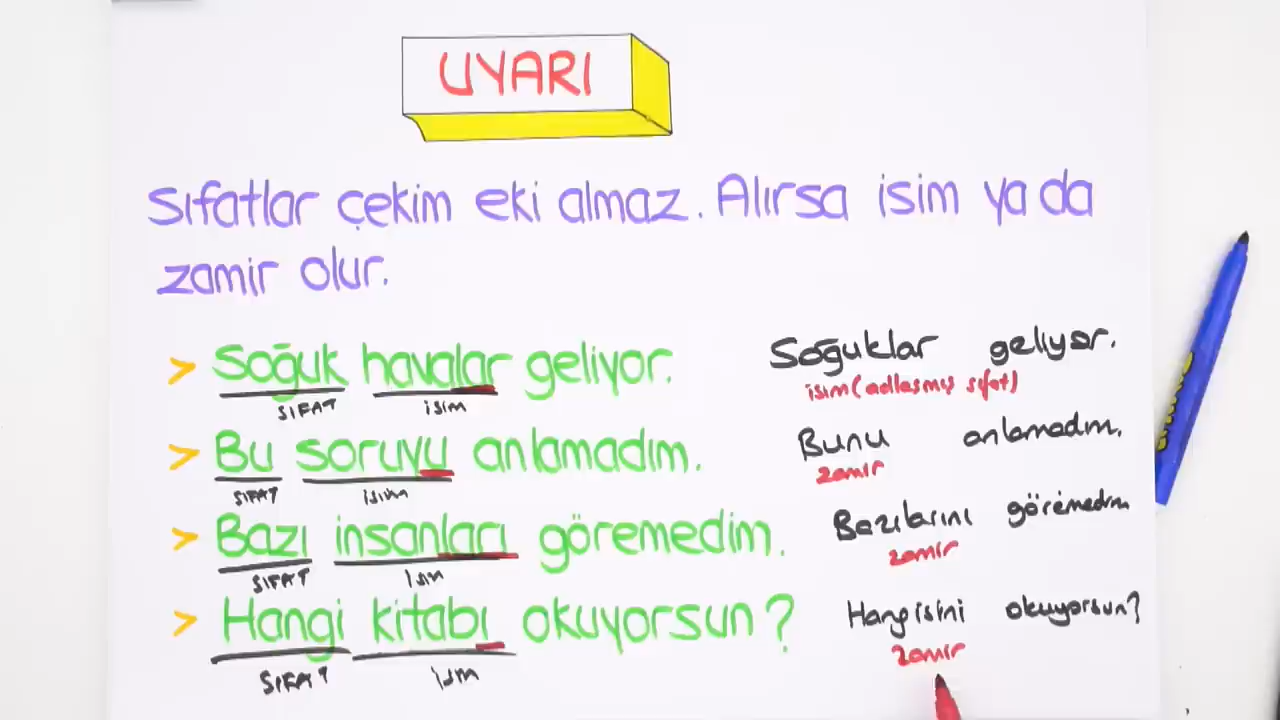 UYARI
Sıfatlar çekim eki almaz. Alırsa isim ya da
zamir olur.
> Soğuk havalar geliyor.
SIFAT isim
Soğuklar geliyor.
isim (adlaşmış sıfat)
> Bu soruyu anlamadım.
SIFAT isim
Bunu anlamadım.
zamir
> Bazı insanları göremedim.
SIFAT isim
Bazılarını göremedim
zamir
> Hangi kitabı okuyorsun?
SIFAT isim
Hangisini okuyorsun?
zamir